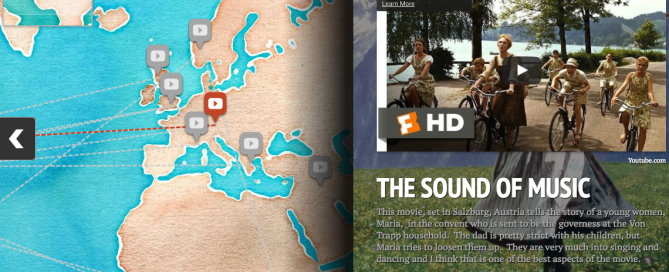 Learn More
HD
Youtube.com
THE SOUND OF MUSIC
This movie, set in Salzburg, Austria tells the story of a young women,
Maria, in the convent who is sent to be the governess at the Von
Trapp household. The dad is pretty strict with his children, but
Maria tries to loosen them up. They are very much into singing and
dancing and I think that is one of the best aspects of the movie.